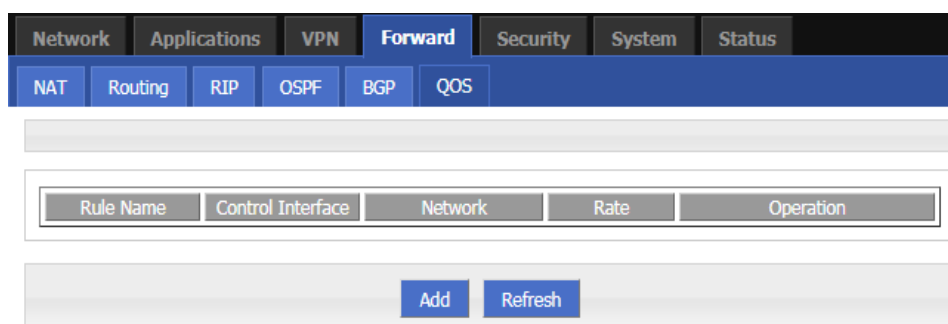 Network Applications VPN Forward Security System Status
NAT Routing RIP OSPF BGP QOS
Rule Name Control Interface Network Rate Operation
Add Refresh